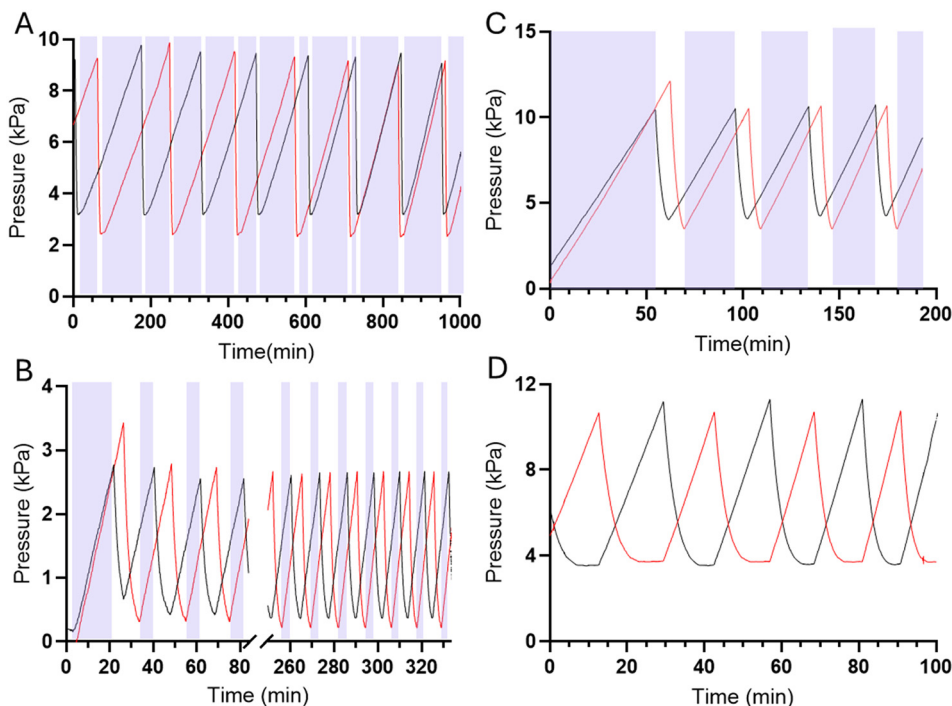 A
Pressure (kPa)
10
8
6
4
2
0
0 200 400 600 800 1000
Time(min)
C
Pressure (kPa)
15
10
5
0
0 50 100 150 200
Time(min)
B
Pressure (kPa)
4
3
2
1
0
0 20 40 60 80 260 280 300 320
Time (min)
D
Pressure (kPa)
12
8
4
0
0 20 40 60 80 100
Time (min)